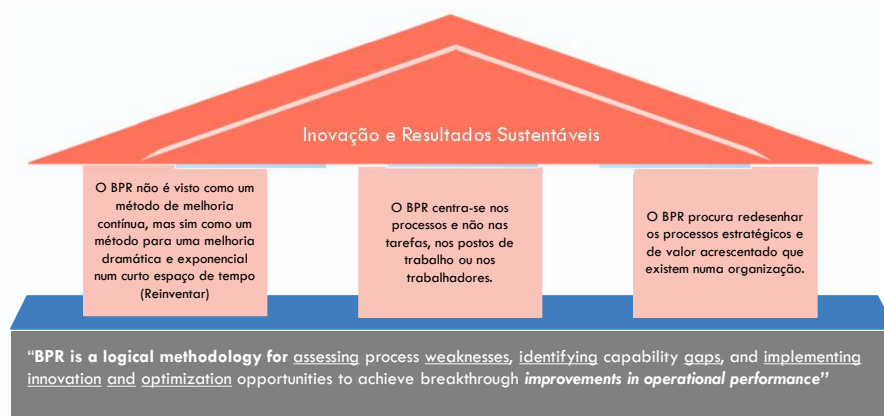 Inovação e Resultados Sustentáveis
O BPR não é visto como um
método de melhoria
contínua, mas sim como um
método para uma melhoria
dramática e exponencial
num curto espaço de tempo
(Reinventar)
O BPR centra-se nos
processos e não nas
tarefas, nos postos de
trabalho ou nos
trabalhadores.
O BPR procura redesenhar
os processos estratégicos e
de valor acrescentado que
existem numa organização.
“BPR is a logical methodology for assessing process weaknesses, identifying capability gaps, and implementing
innovation and optimization opportunities to achieve breakthrough improvements in operational performance”